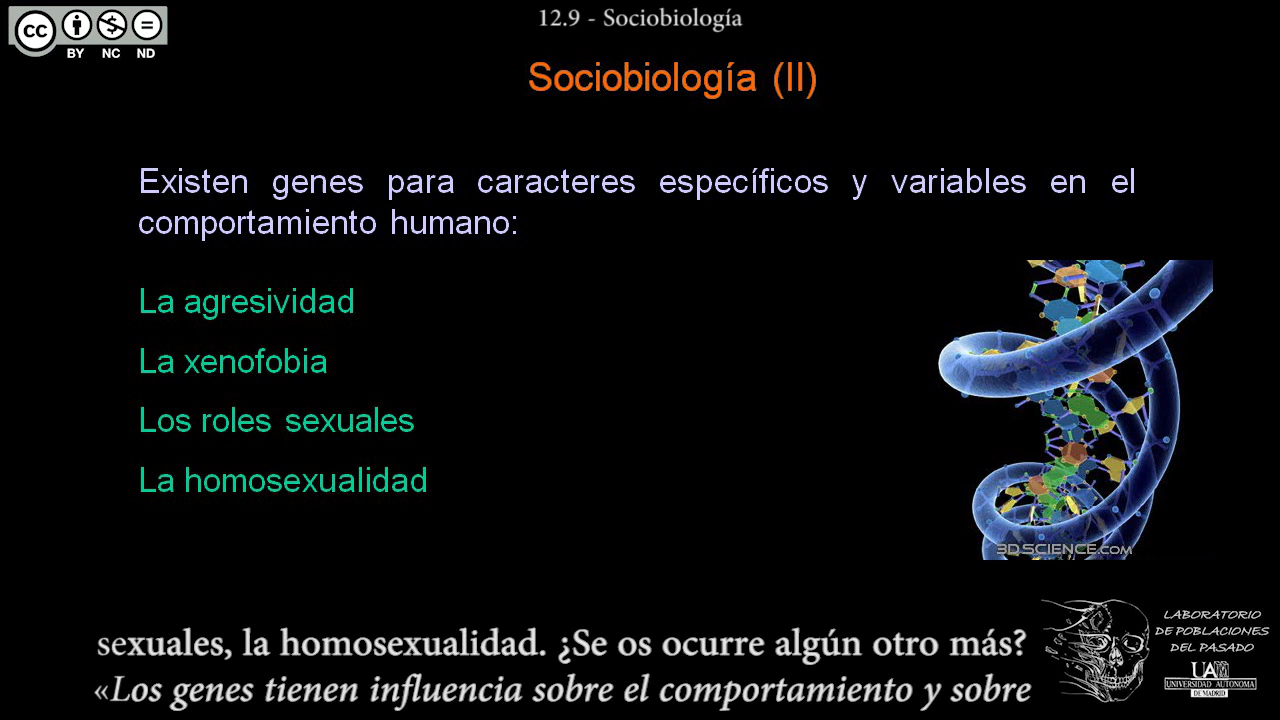 12.9 - Sociobiología
cc
BY NC ND
Sociobiología (II)
Existen genes para caracteres específicos y variables en el
comportamiento humano:
La agresividad
La xenofobia
Los roles sexuales
La homosexualidad
3DSCIENCE.COM
sexuales, la homosexualidad. ¿Se os ocurre algún otro más?
«Los genes tienen influencia sobre el comportamiento y sobre
LABORATORIO
DE POBLACIONES
DEL PASADO
UAM
UNIVERSIDAD AUTONOMA
DE MADRID